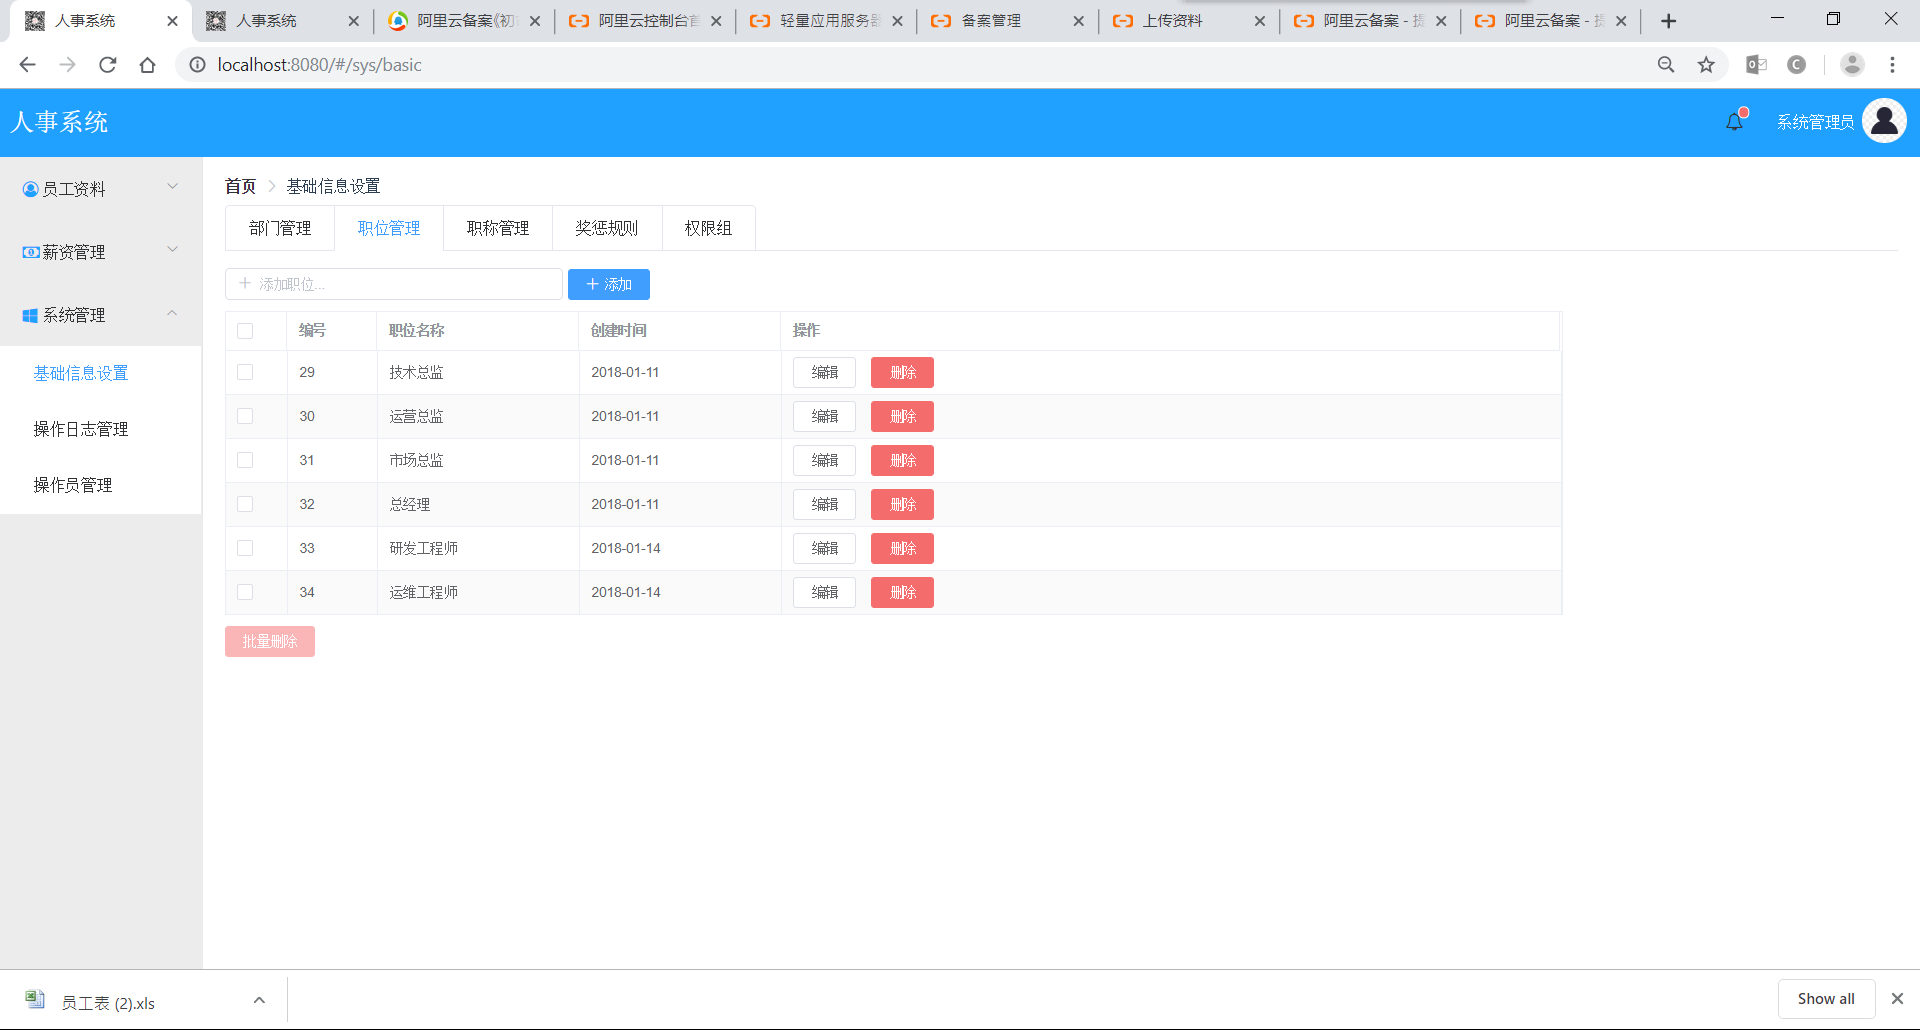 人事系统
人事系统
阿里云备案《初
阿里云控制台首
轻量应用服务器
备案管理
上传资料
阿里云备案 - 提
阿里云备案 - 提
localhost:8080/#/sys/basic
人事系统
系统管理员
员工资料
薪资管理
系统管理
基础信息设置
操作日志管理
操作员管理
首页 基础信息设置
部门管理 职位管理 职称管理 奖惩规则 权限组
添加职位... 添加
编号 职位名称 创建时间 操作
29 技术总监 2018-01-11 编辑 删除
30 运营总监 2018-01-11 编辑 删除
31 市场总监 2018-01-11 编辑 删除
32 总经理 2018-01-11 编辑 删除
33 研发工程师 2018-01-14 编辑 删除
34 运维工程师 2018-01-14 编辑 删除
批量删除
员工表 (2).xls
Show all